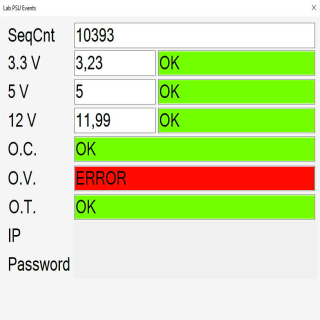 Lab PSU Events X
SeqCnt 10393
3.3 V 3,23 OK
5 V 5 OK
12 V 11,99 OK
O.C. OK
O.V. ERROR
O.T. OK
IP
Password